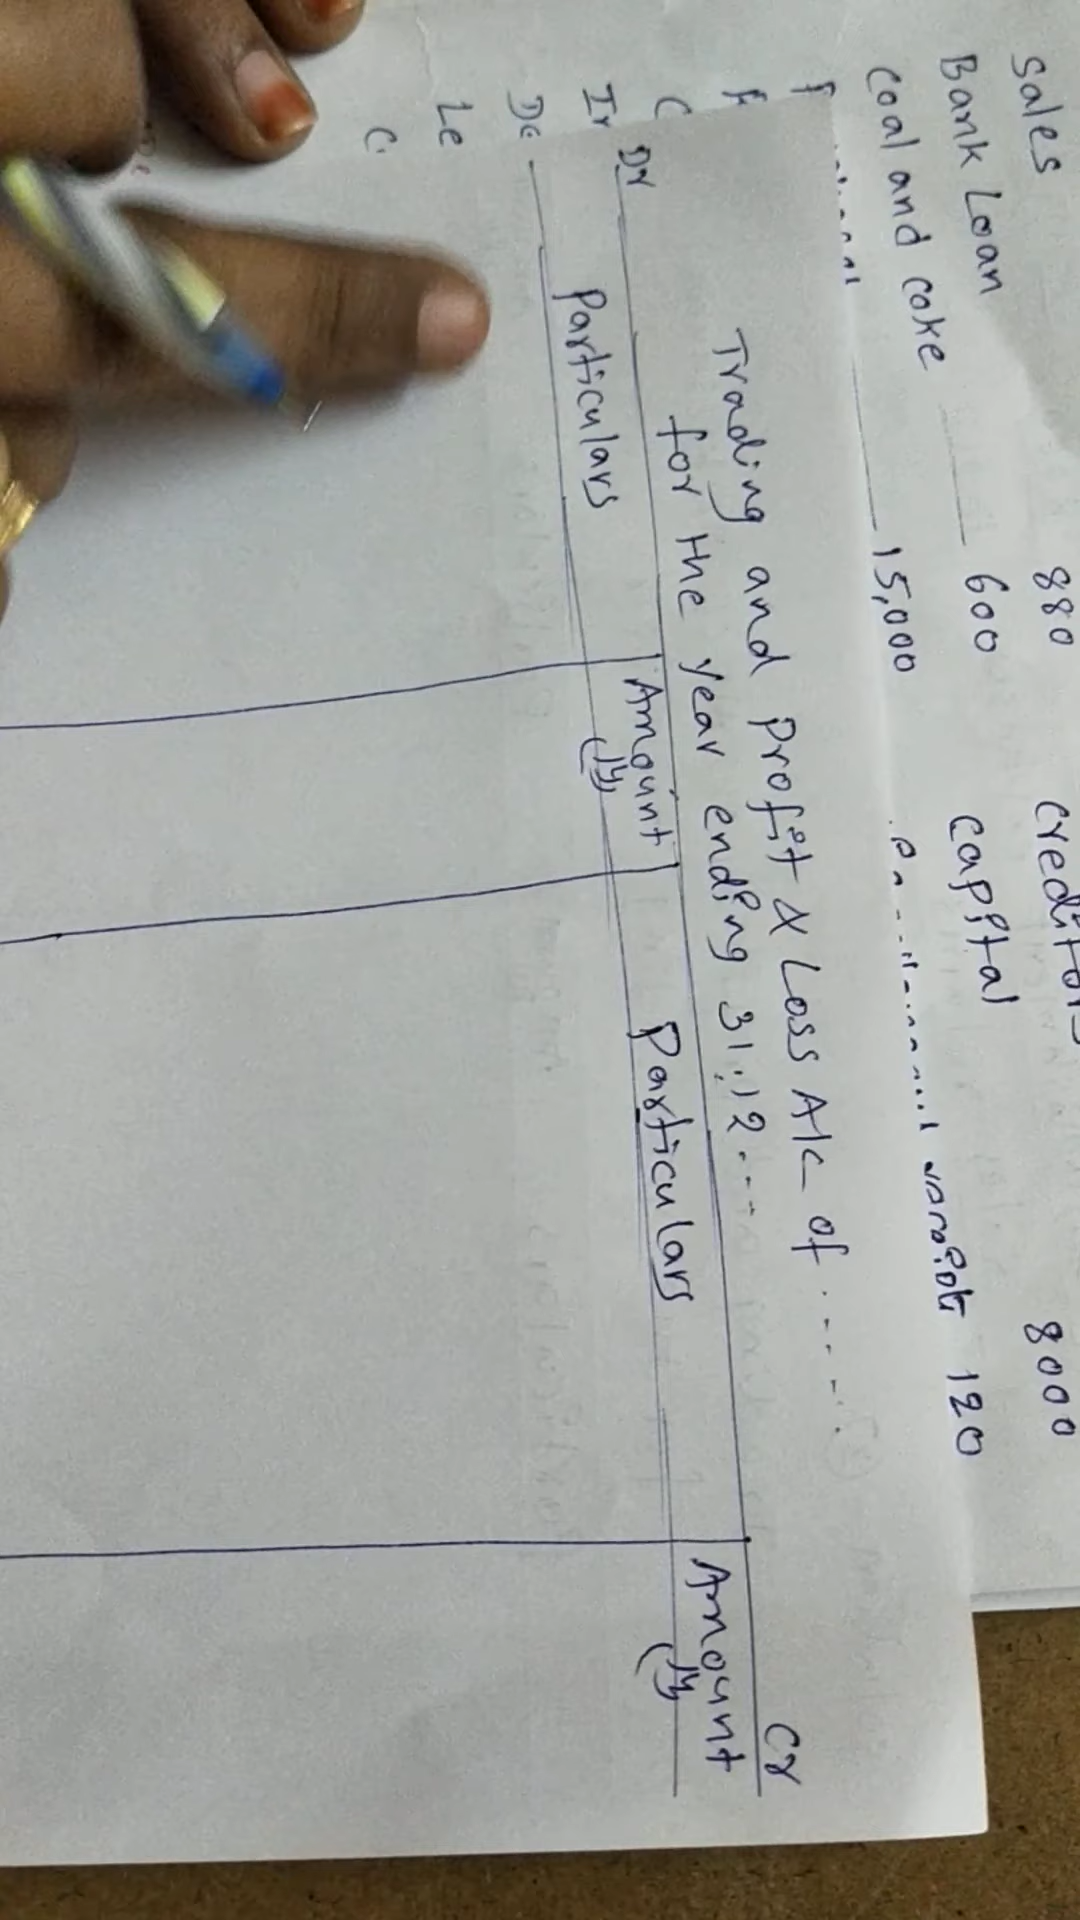 Sales 880 Creditors 8000
Bank Loan 600 Capital 120
Coal and coke 15,000
Trading and Profit & Loss A/c of ......
for the year ending 31.12....
Dr Cr
Particulars Amount Particulars Amount